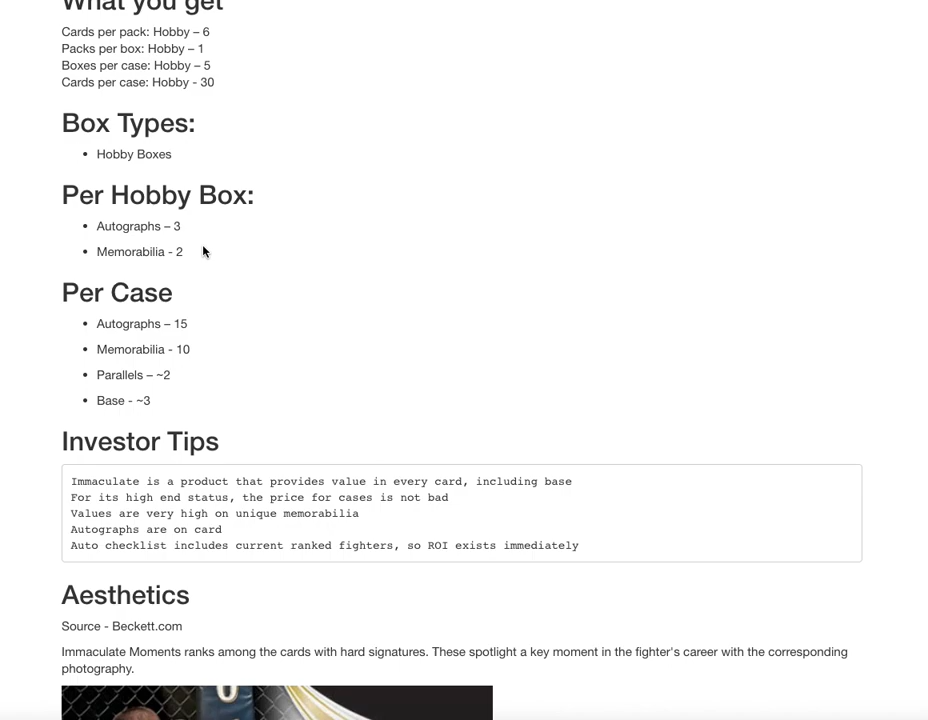 What you get
Cards per pack: Hobby – 6
Packs per box: Hobby – 1
Boxes per case: Hobby – 5
Cards per case: Hobby - 30
Box Types:
• Hobby Boxes
Per Hobby Box:
• Autographs – 3
• Memorabilia - 2
Per Case
• Autographs – 15
• Memorabilia - 10
• Parallels – ~2
• Base - ~3
Investor Tips
Immaculate is a product that provides value in every card, including base
For its high end status, the price for cases is not bad
Values are very high on unique memorabilia
Autographs are on card
Auto checklist includes current ranked fighters, so ROI exists immediately
Aesthetics
Source - Beckett.com
Immaculate Moments ranks among the cards with hard signatures. These spotlight a key moment in the fighter's career with the corresponding
photography.